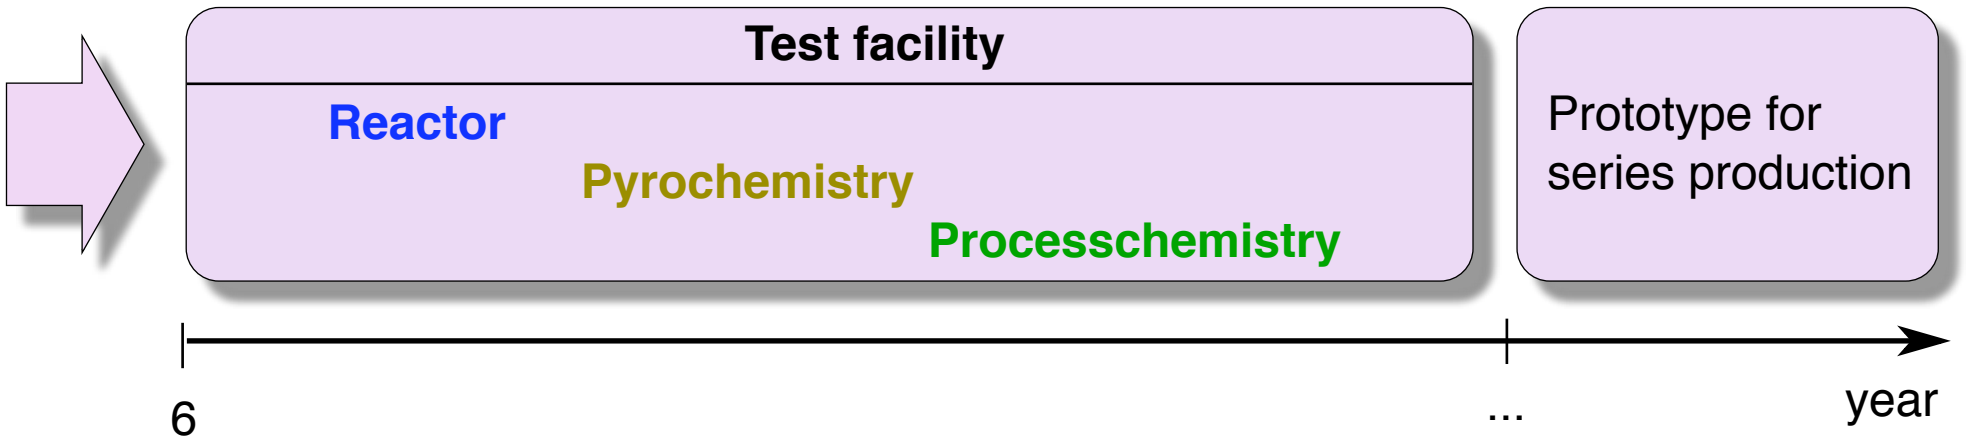 Test facility
Reactor
Pyrochemistry
Processchemistry
Prototype for
series production
6
...
year